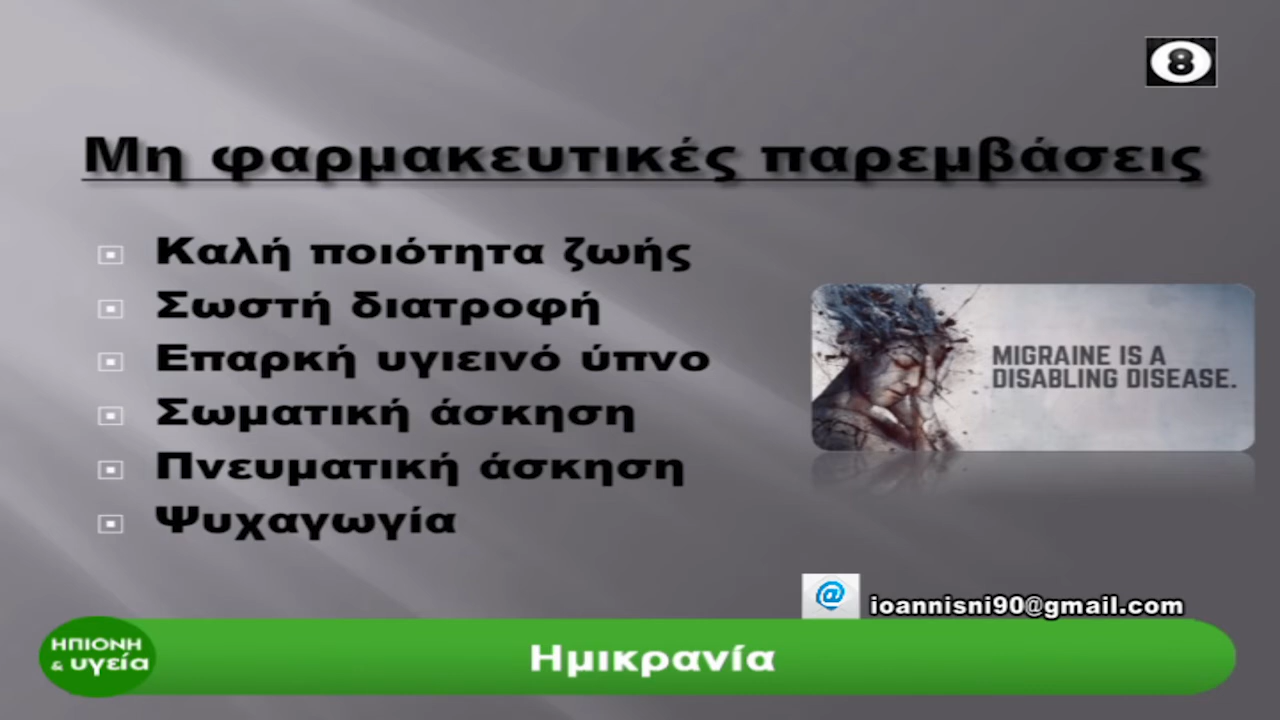 8
Μη φαρμακευτικές παρεμβάσεις
Καλή ποιότητα ζωής
Σωστή διατροφή
Επαρκή υγιεινό ύπνο
Σωματική άσκηση
Πνευματική άσκηση
Ψυχαγωγία
MIGRAINE IS A
DISABLING DISEASE.
@ ioannisni90@gmail.com
ΗΠΙΟΝΗ
& υγεία
Ημικρανία